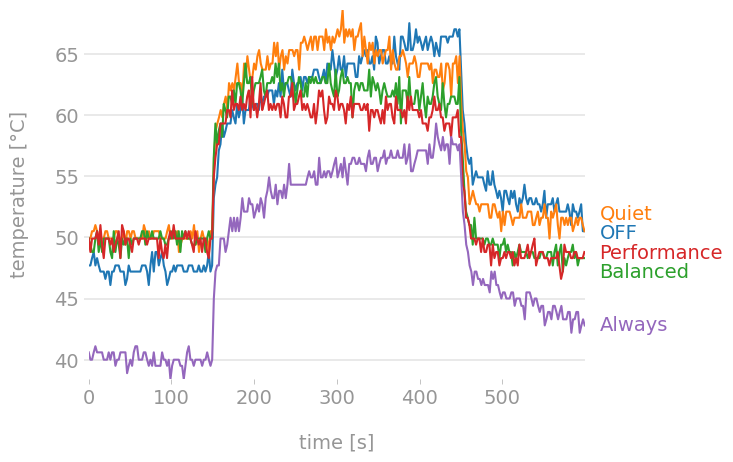 temperature [°C]
65
60
55
50
45
40
0
100
200
300
400
500
time [s]
Quiet
OFF
Performance
Balanced
Always